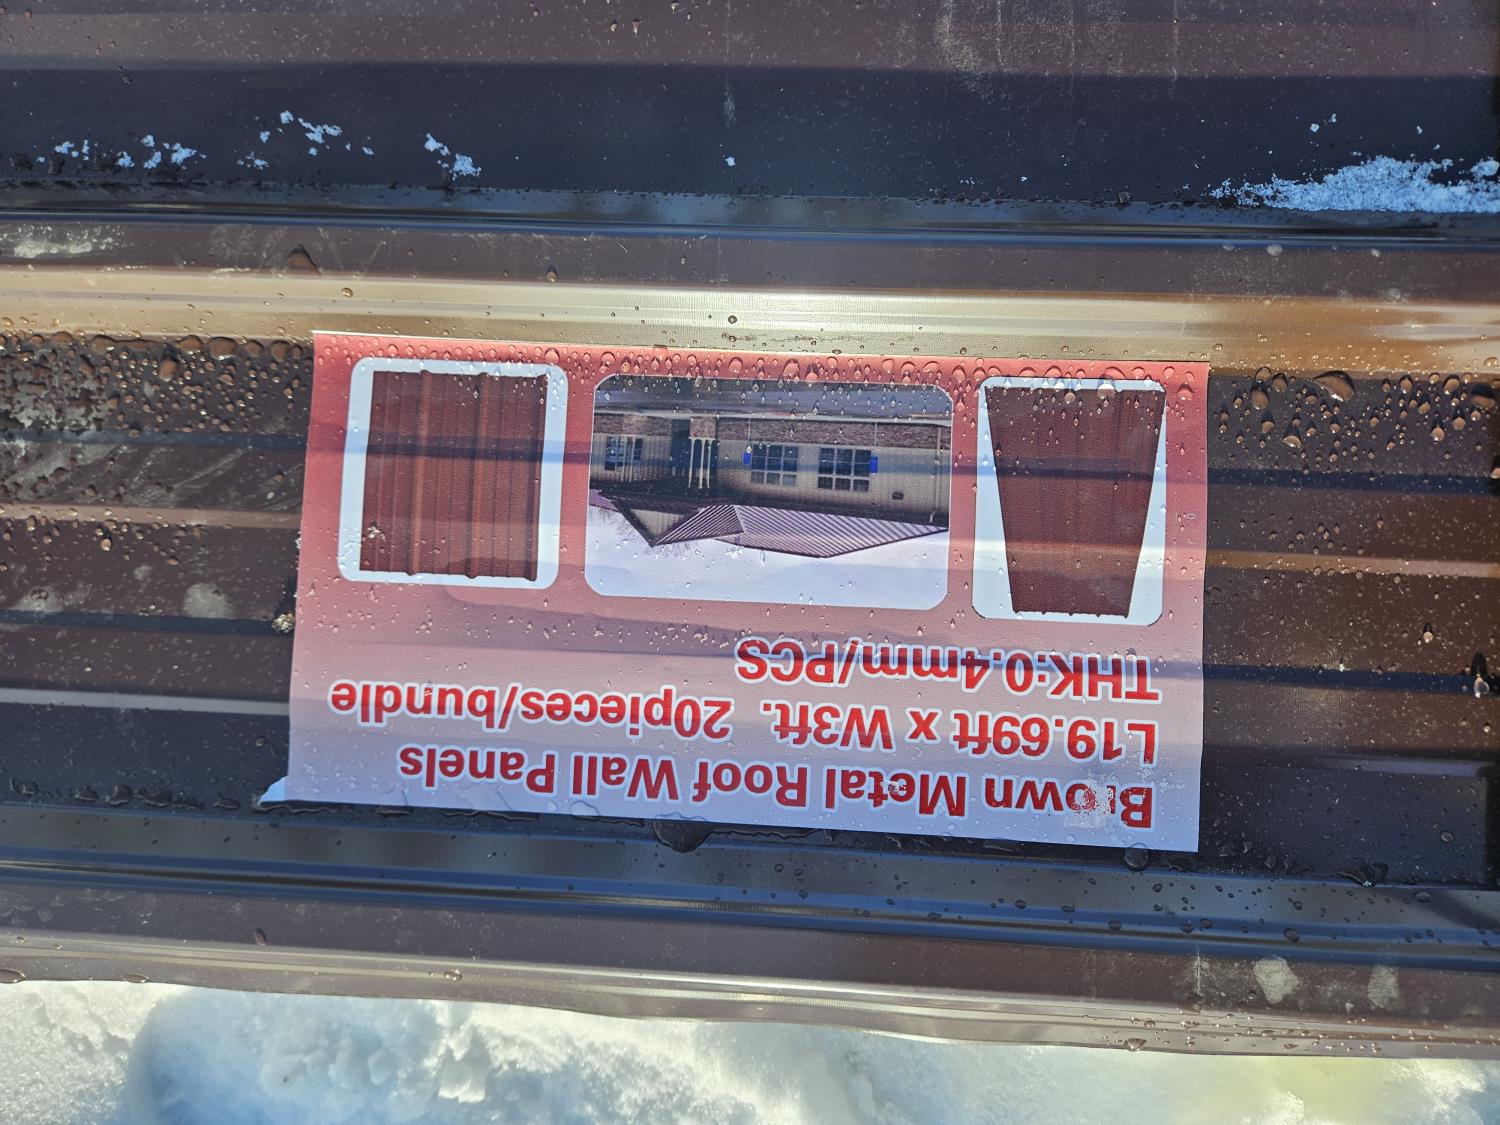 Brown Metal Roof Wall Panels
L19.69ft x W3ft. 20pieces/bundle
THK:0.4mm/PCS